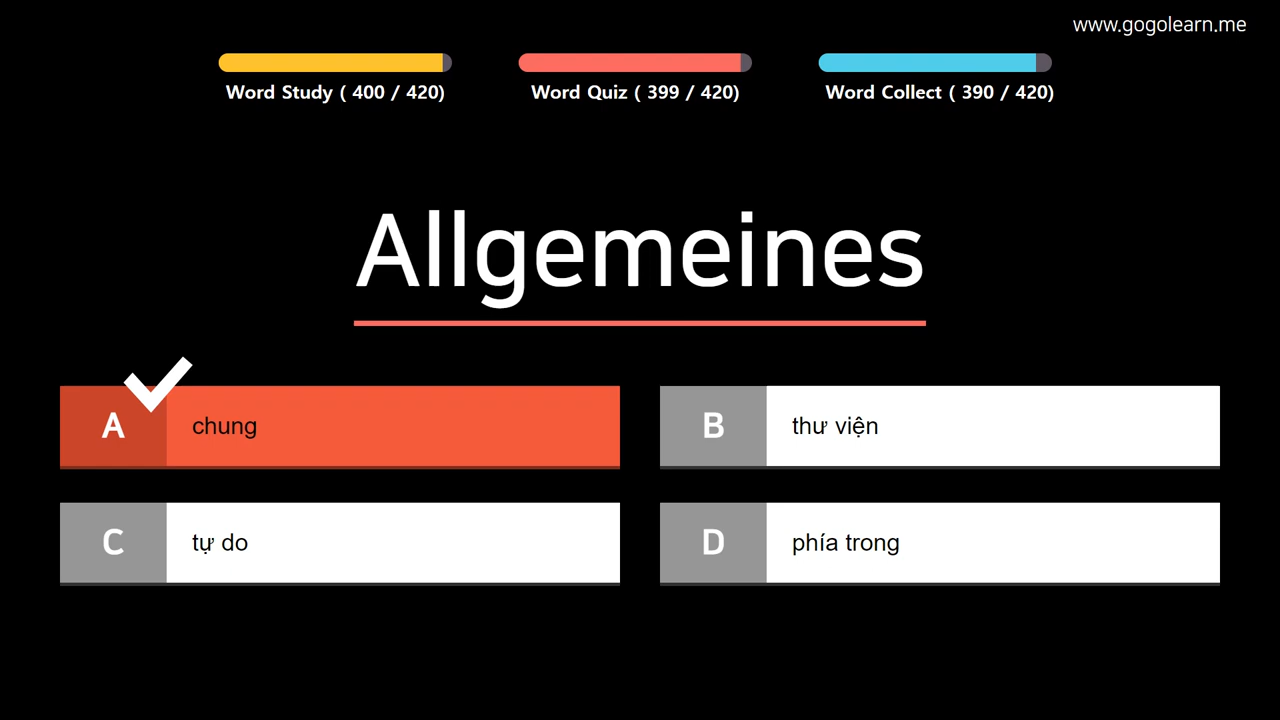 www.gogolearn.me
Word Study ( 400 / 420)
Word Quiz ( 399 / 420)
Word Collect ( 390 / 420)
Allgemeines
A chung
B thư viện
C tự do
D phía trong